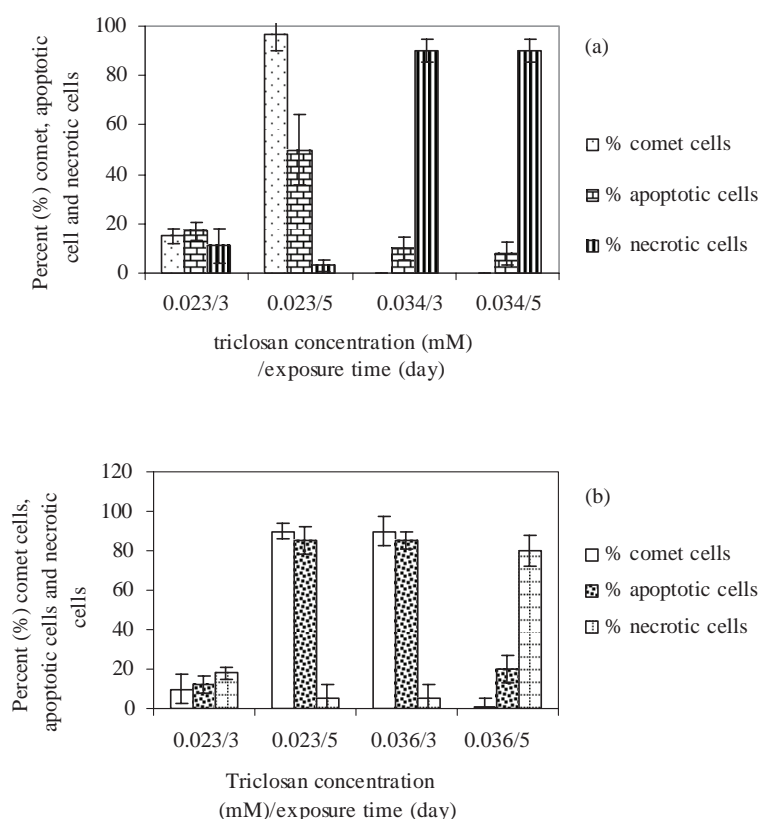 100
80
60
40
20
0
Percent (%) comet, apoptotic
cell and necrotic cells
0.023/3 0.023/5 0.034/3 0.034/5
triclosan concentration (mM)
/exposure time (day)
(a)
% comet cells
% apoptotic cells
% necrotic cells
120
100
80
60
40
20
0
Percent (%) comet cells,
apoptotic cells and necrotic
cells
0.023/3 0.023/5 0.036/3 0.036/5
Triclosan concentration
(mM)/exposure time (day)
(b)
% comet cells
% apoptotic cells
% necrotic cells